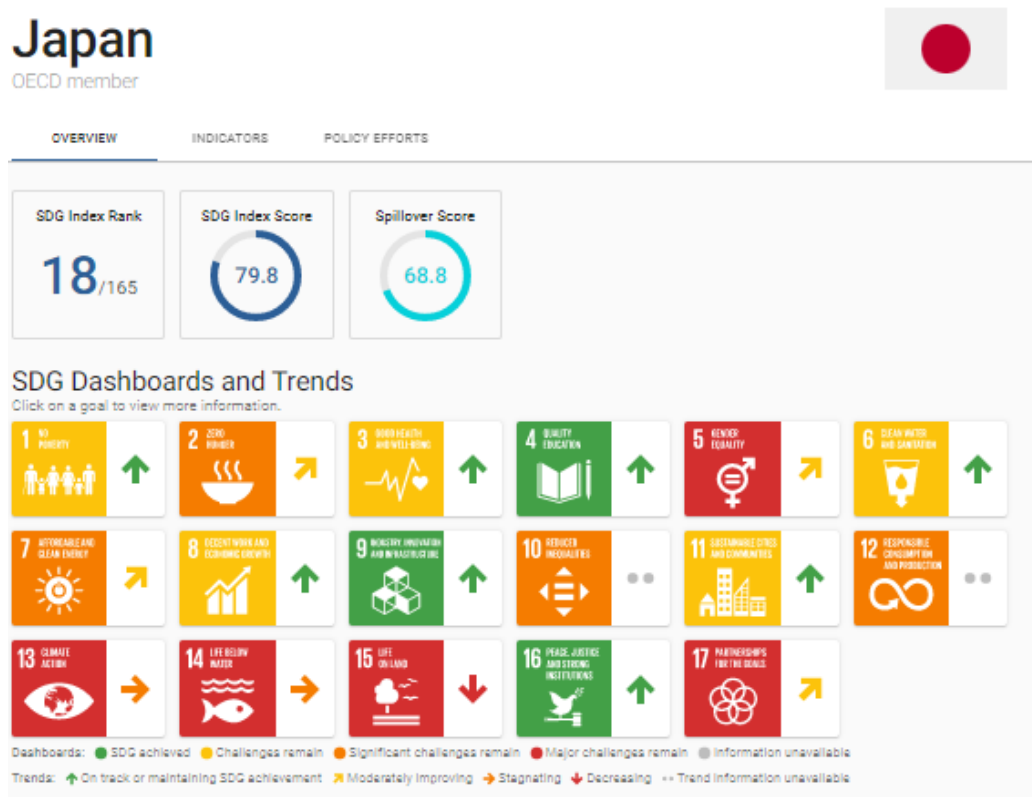 Japan
OECD member
OVERVIEW INDICATORS POLICY EFFORTS
SDG Index Rank
18/165
SDG Index Score
79.8
Spillover Score
68.8
SDG Dashboards and Trends
Click on a goal to view more information.
1 NO
POVERTY
2 ZERO
HUNGER
3 GOOD HEALTH
AND WELL-BEING
4 QUALITY
EDUCATION
5 GENDER
EQUALITY
6 CLEAN WATER
AND SANITATION
7 AFFORDABLE AND
CLEAN ENERGY
8 DECENT WORK AND
ECONOMIC GROWTH
9 INDUSTRY, INNOVATION
AND INFRASTRUCTURE
10 REDUCED
INEQUALITIES
11 SUSTAINABLE CITIES
AND COMMUNITIES
12 RESPONSIBLE
CONSUMPTION
AND PRODUCTION
13 CLIMATE
ACTION
14 LIFE BELOW
WATER
15 LIFE
ON LAND
16 PEACE, JUSTICE
AND STRONG
INSTITUTIONS
17 PARTNERSHIPS
FOR THE GOALS
Dashboards: SDG achieved Challenges remain Significant challenges remain Major challenges remain Information unavailable
Trends: On track or maintaining SDG achievement Moderately improving Stagnating Decreasing Trend information unavailable